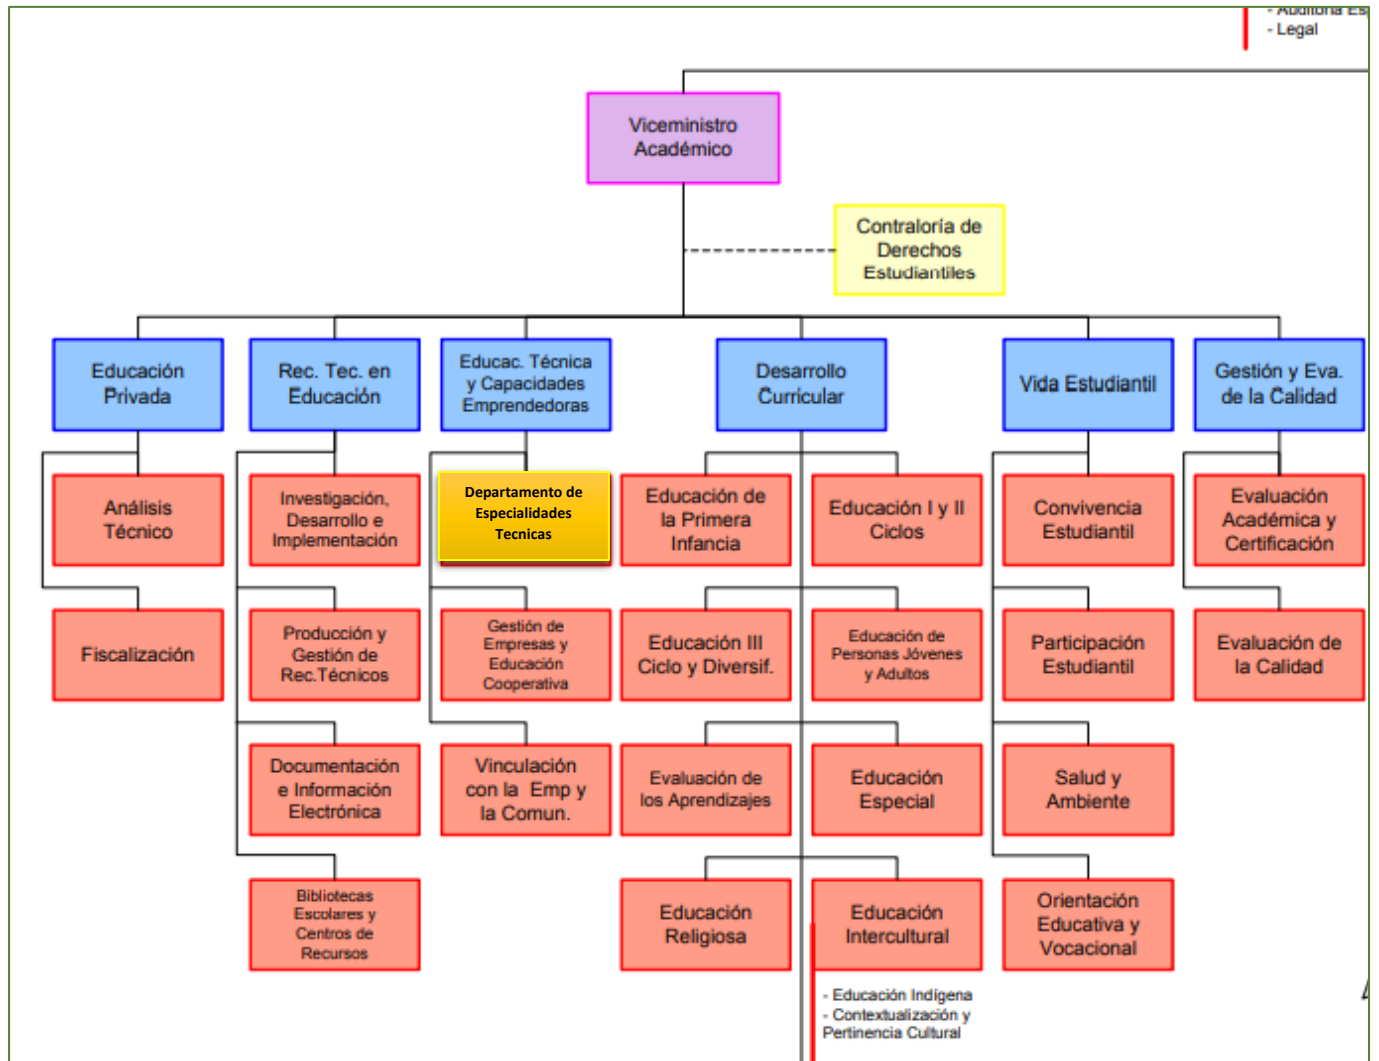 - Auditoría Es
- Legal
Viceministro
Académico
Contraloría de
Derechos
Estudiantiles
Educación
Privada
Rec. Tec. en
Educación
Educac. Técnica
y Capacidades
Emprendedoras
Desarrollo
Curricular
Vida Estudiantil
Gestión y Eva.
de la Calidad
Análisis
Técnico
Investigación,
Desarrollo e
Implementación
Departamento de
Especialidades
Tecnicas
Educación de
la Primera
Infancia
Educación I y II
Ciclos
Convivencia
Estudiantil
Evaluación
Académica y
Certificación
Fiscalización
Producción y
Gestión de
Rec.Técnicos
Gestión de
Empresas y
Educación
Cooperativa
Educación III
Ciclo y Diversif.
Educación de
Personas Jóvenes
y Adultos
Participación
Estudiantil
Evaluación de
la Calidad
Documentación
e Información
Electrónica
Vinculación
con la Emp y
la Comun.
Evaluación de
los Aprendizajes
Educación
Especial
Salud y
Ambiente
Bibliotecas
Escolares y
Centros de
Recursos
Educación
Religiosa
Educación
Intercultural
Orientación
Educativa y
Vocacional
- Educación Indígena
- Contextualización y
Pertinencia Cultural